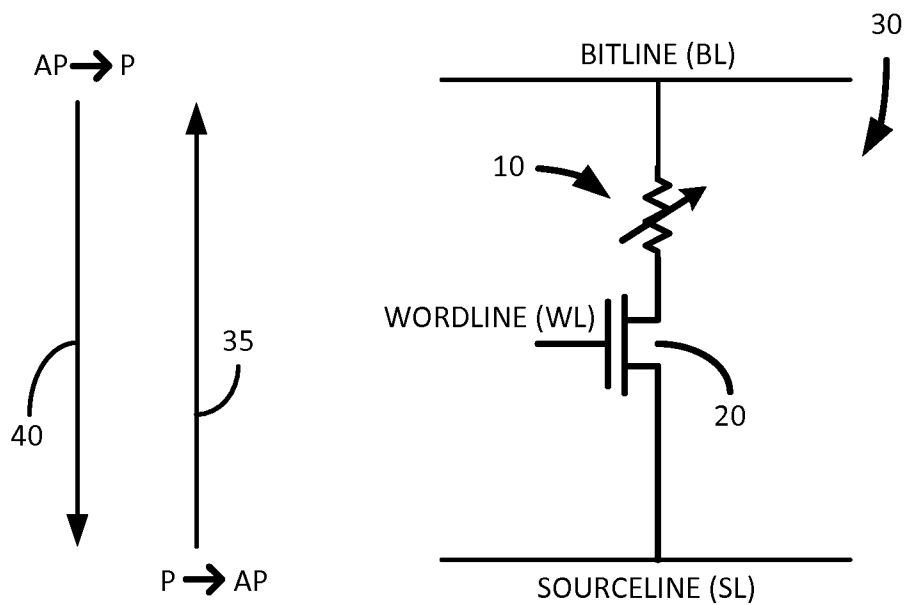 AP → P
40
35
P → AP
BITLINE (BL)
30
10
WORDLINE (WL)
20
SOURCELINE (SL)